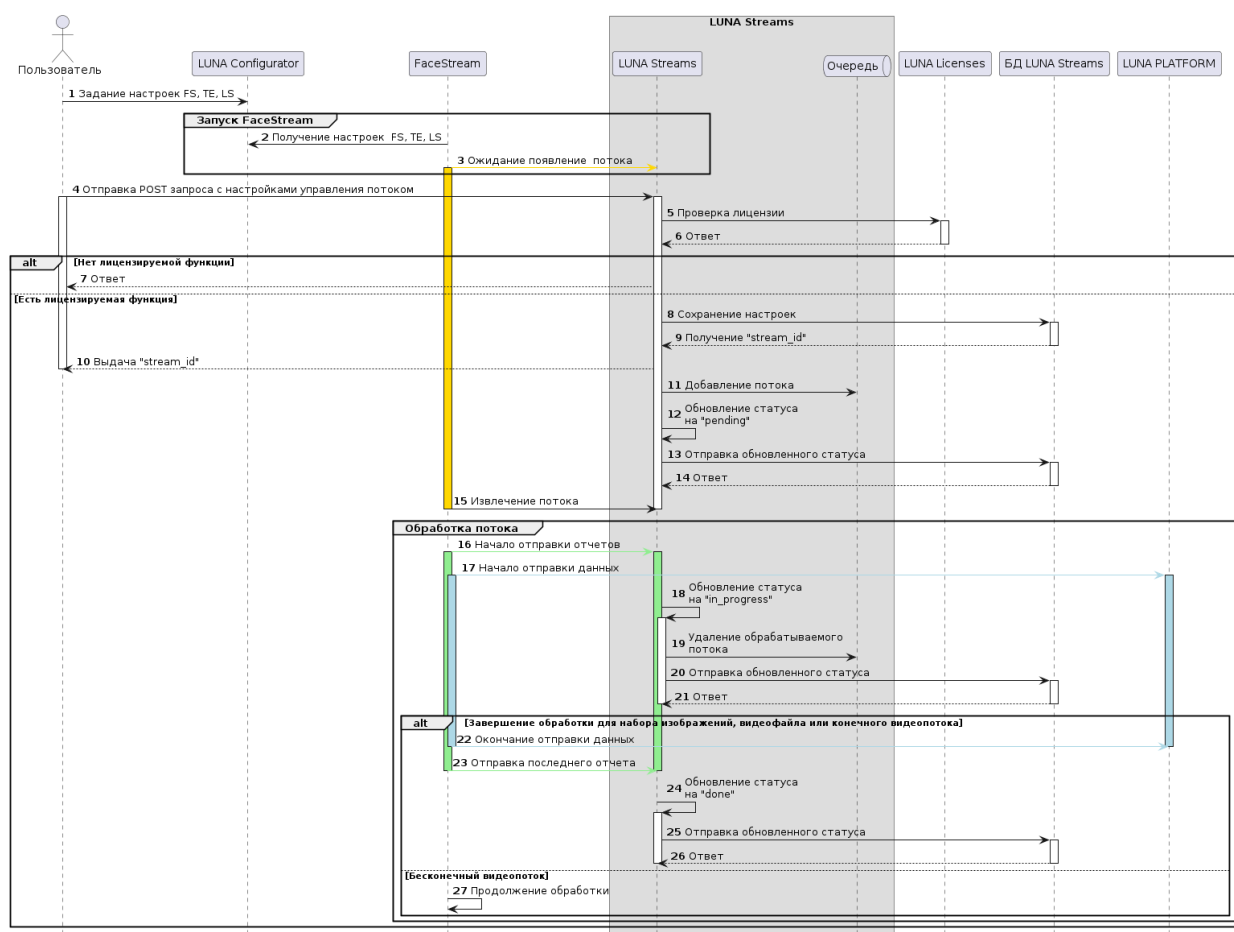 LUNA Streams
Пользователь
LUNA Configurator
FaceStream
LUNA Streams
Очередь
LUNA Licenses
БД LUNA Streams
LUNA PLATFORM
1 Задание настроек FS, TE, LS
Запуск FaceStream
2 Получение настроек  FS, TE, LS
3 Ожидание появление  потока
4 Отправка POST запроса с настройками управления потоком
5 Проверка лицензии
6 Ответ
alt [Нет лицензируемой функции]
7 Ответ
[Есть лицензируемая функция]
8 Сохранение настроек
9 Получение "stream_id"
10 Выдача "stream_id"
11 Добавление потока
12 Обновление статуса
на "pending"
13 Отправка обновленного статуса
14 Ответ
15 Извлечение потока
Обработка потока
16 Начало отправки отчетов
17 Начало отправки данных
18 Обновление статуса
на "in_progress"
19 Удаление обрабатываемого
потока
20 Отправка обновленного статуса
21 Ответ
alt [Завершение обработки для набора изображений, видеофайла или конечного видеопотока]
22 Окончание отправки данных
23 Отправка последнего отчета
24 Обновление статуса
на "done"
25 Отправка обновленного статуса
26 Ответ
[Бесконечный видеопоток]
27 Продолжение обработки